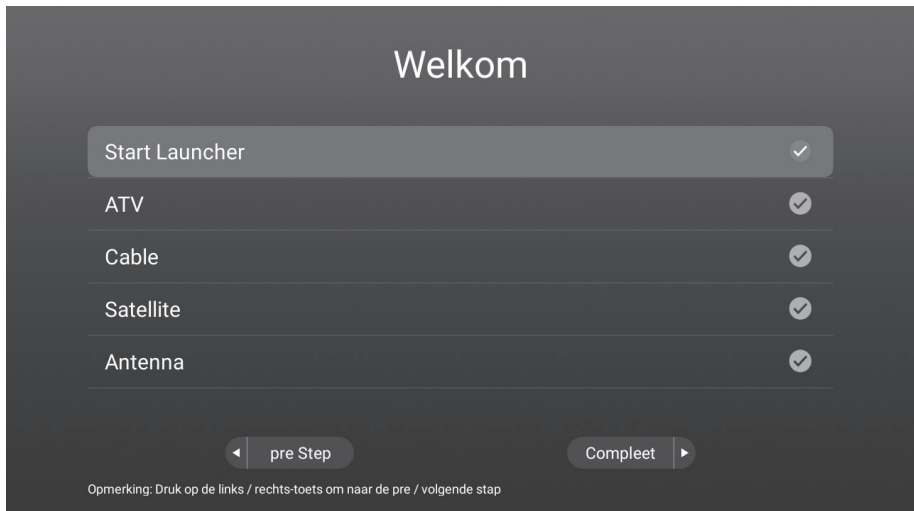 Welkom
Start Launcher
ATV
Cable
Satellite
Antenna
pre Step
Compleet
Opmerking: Druk op de links / rechts-toets om naar de pre / volgende stap